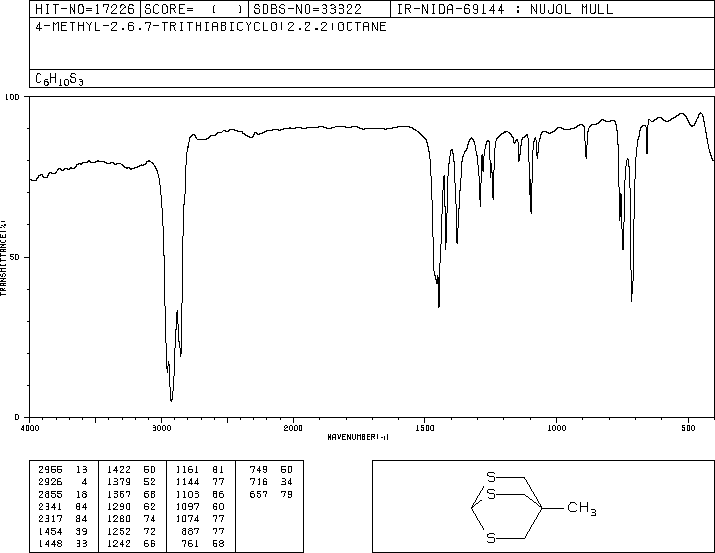 HIT-NO=17226 SCORE= ( ) SDBS-NO=33322 IR-NIDA-69144 : NUJOL MULL
4-METHYL-2,6,7-TRITHIABICYCLO(2.2.2)OCTANE
C6H10S3
100
TRANSMITTANCE(%)
50
0
4000 3000 2000 1500 1000 500
WAVENUMBER(-1)
2966 13 1422 50 1161 81 749 50
2926 4 1379 52 1144 77 716 34
2855 18 1367 66 1103 86 657 79
2341 84 1290 62 1097 60
2317 84 1280 74 1074 77
1454 39 1252 72 887 77
1448 33 1242 66 761 58
S
S
CH3
S